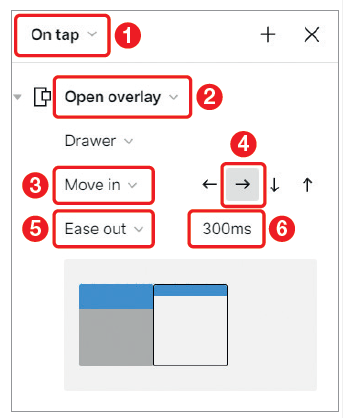 On tap 1
Open overlay 2
Drawer
4
3 Move in
5 Ease out 300ms 6